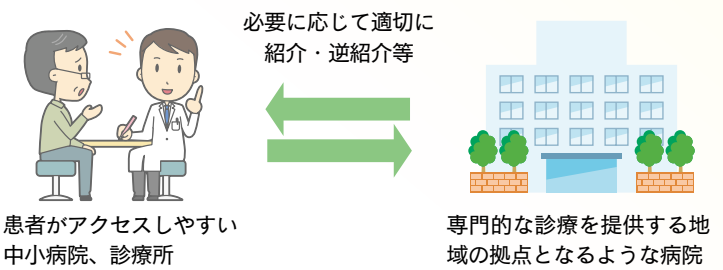 必要に応じて適切に
紹介・逆紹介等
患者がアクセスしやすい
中小病院、診療所
専門的な診療を提供する地
域の拠点となるような病院